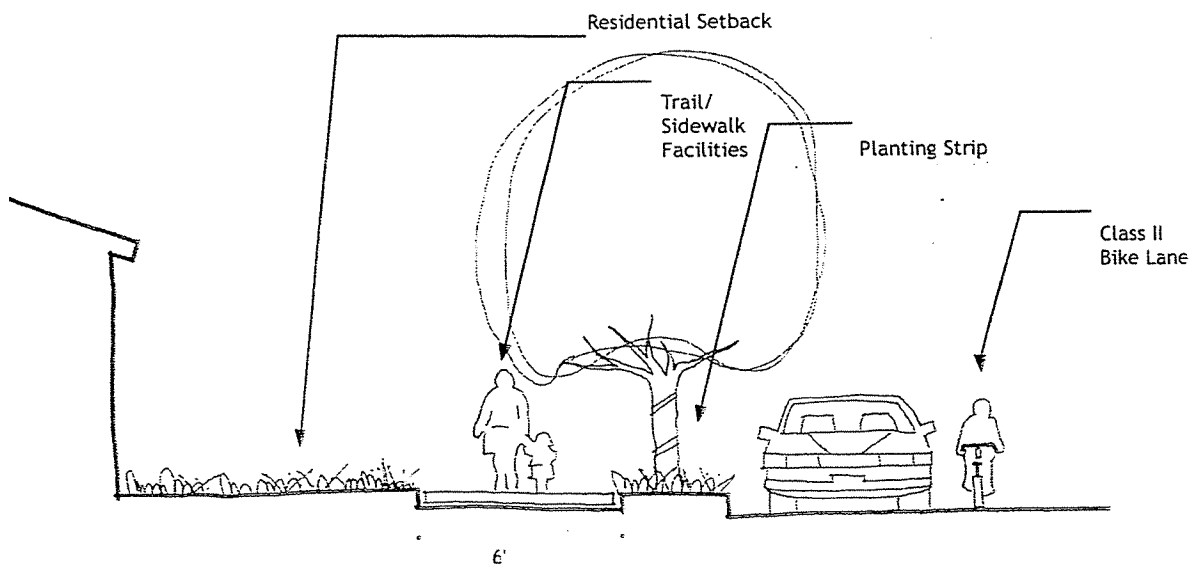 Residential Setback
Trail/
Sidewalk
Facilities
Planting Strip
Class II
Bike Lane
6'